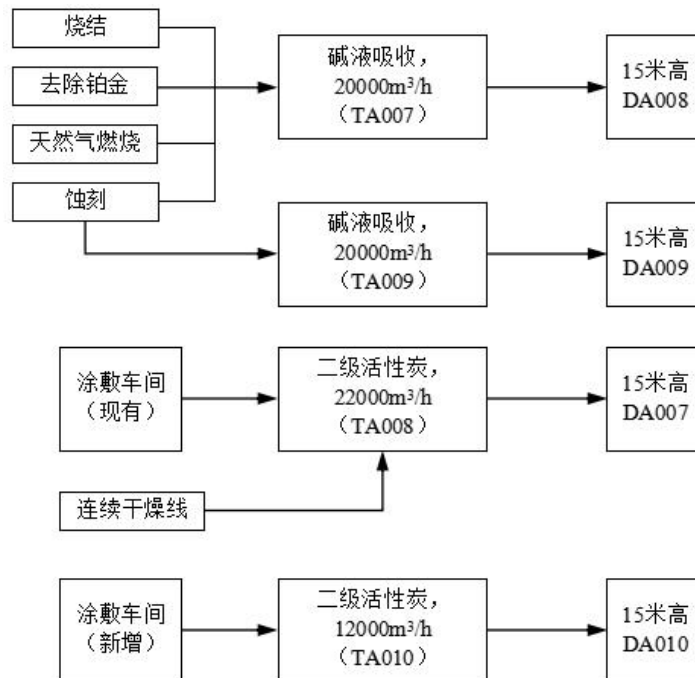 烧结
去除铂金
天然气燃烧
蚀刻
碱液吸收，
20000m³/h
（TA007）
15米高
DA008
碱液吸收，
20000m³/h
（TA009）
15米高
DA009
涂敷车间
（现有）
二级活性炭，
22000m³/h
（TA008）
15米高
DA007
连续干燥线
涂敷车间
（新增）
二级活性炭，
12000m³/h
（TA010）
15米高
DA010